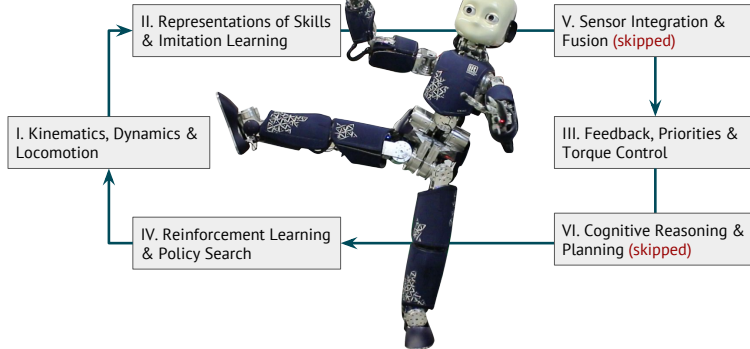 II. Representations of Skills
& Imitation Learning
V. Sensor Integration &
Fusion (skipped)
I. Kinematics, Dynamics &
Locomotion
III. Feedback, Priorities &
Torque Control
IV. Reinforcement Learning
& Policy Search
VI. Cognitive Reasoning &
Planning (skipped)